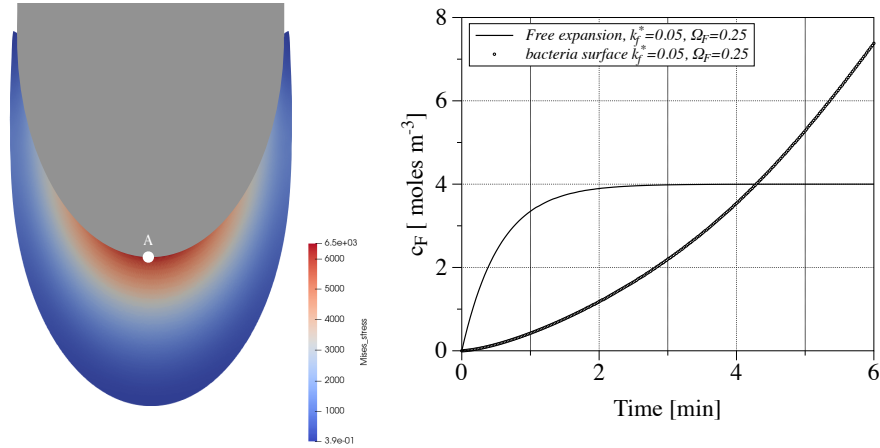 A
6.5e+03
6000
5000
4000
3000
2000
1000
3.9e-01
Mises_stress
8
6
4
2
0
c_F [ moles m^-3]
Free expansion, k_f^*=0.05, Ω_F=0.25
bacteria surface k_f^*=0.05, Ω_F=0.25
0
2
4
6
Time [min]